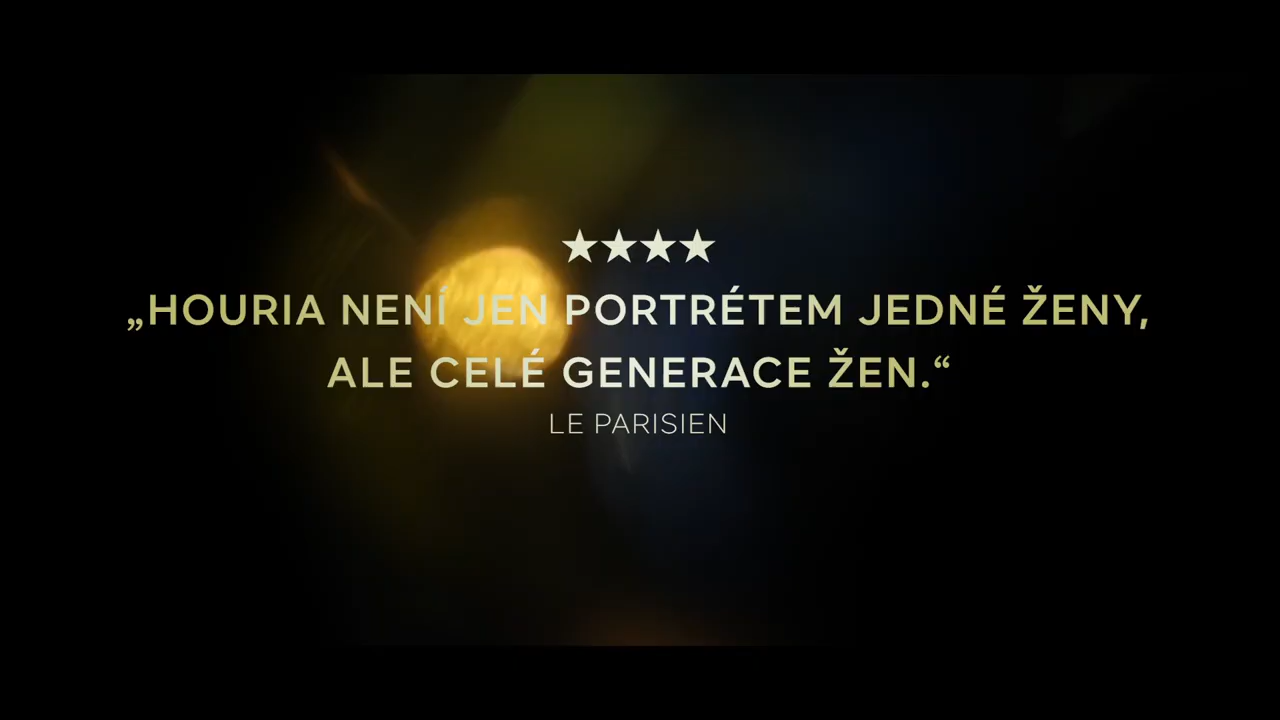 ★★★★
„HOURIA NENÍ JEN PORTRÉTEM JEDNÉ ŽENY,
ALE CELÉ GENERACE ŽEN.“
LE PARISIEN